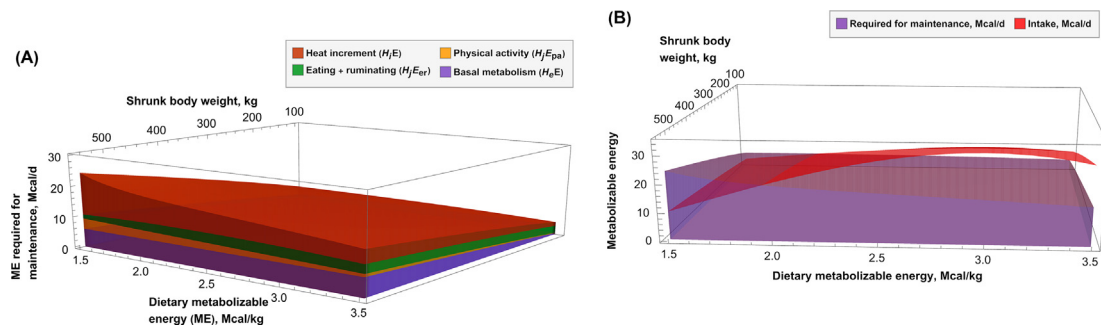 (A)
Heat increment (HiE)
Physical activity (HjEpa)
Eating + ruminating (HjEer)
Basal metabolism (HeE)
Shrunk body weight, kg
500
400
300
200
100
30
20
10
0
ME required for
maintenance, Mcal/d
1.5
2.0
2.5
3.0
3.5
Dietary metabolizable
energy (ME), Mcal/kg
(B)
Required for maintenance, Mcal/d
Intake, Mcal/d
Shrunk body
weight, kg
100
200
300
400
500
30
20
10
0
Metabolizable energy
1.5
2.0
2.5
3.0
3.5
Dietary metabolizable energy, Mcal/kg